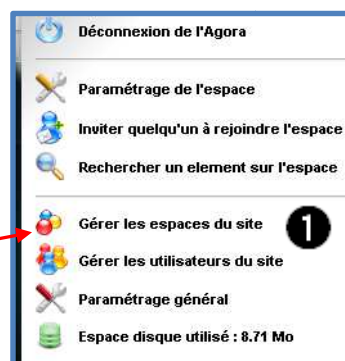 Déconnexion de l'Agora
Paramétrage de l'espace
Inviter quelqu'un à rejoindre l'espace
Rechercher un element sur l'espace
Gérer les espaces du site 1
Gérer les utilisateurs du site
Paramétrage général
Espace disque utilisé : 8.71 Mo